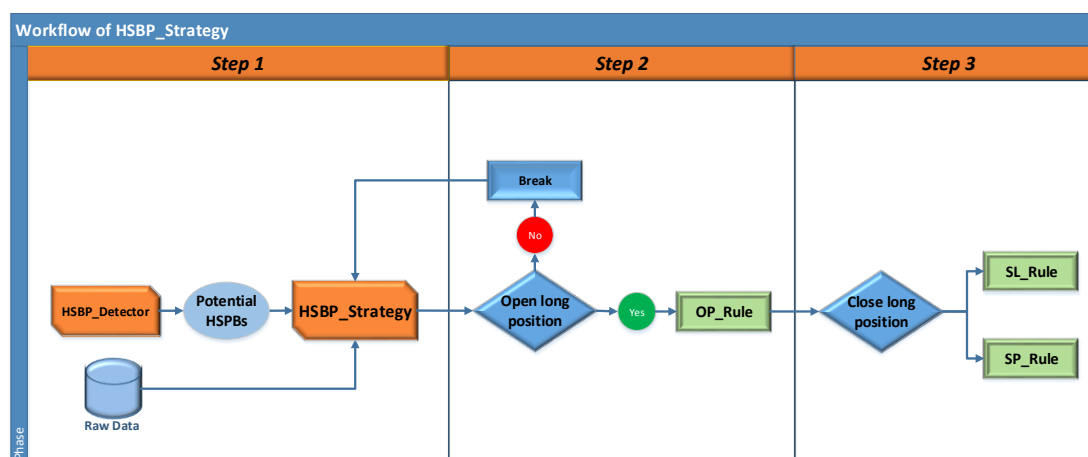 Workflow of HSBP_Strategy
Step 1
Step 2
Step 3
Break
No
HSBP_Detector
Potential
HSPBs
HSBP_Strategy
Open long
position
Yes
OP_Rule
Close long
position
SL_Rule
SP_Rule
Raw Data
Phase